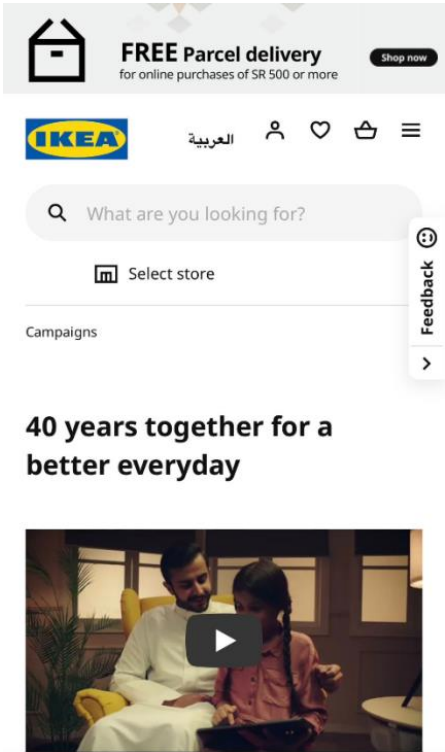 FREE Parcel delivery
for online purchases of SR 500 or more
Shop now
IKEA
العربية
What are you looking for?
Select store
Feedback
Campaigns
40 years together for a
better everyday